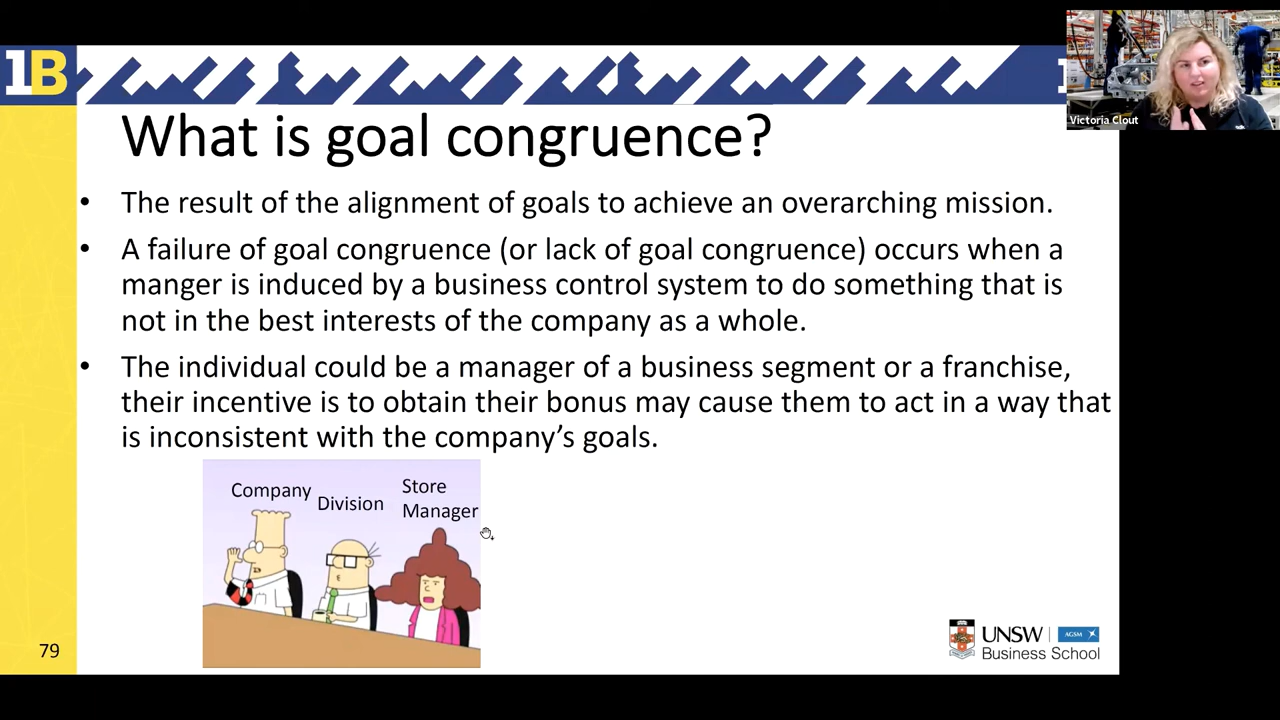 1B
Victoria Clout
What is goal congruence?
• The result of the alignment of goals to achieve an overarching mission.
• A failure of goal congruence (or lack of goal congruence) occurs when a
manger is induced by a business control system to do something that is
not in the best interests of the company as a whole.
• The individual could be a manager of a business segment or a franchise,
their incentive is to obtain their bonus may cause them to act in a way that
is inconsistent with the company's goals.
Company
Division
Store
Manager
79
UNSW
AGSM
Business School